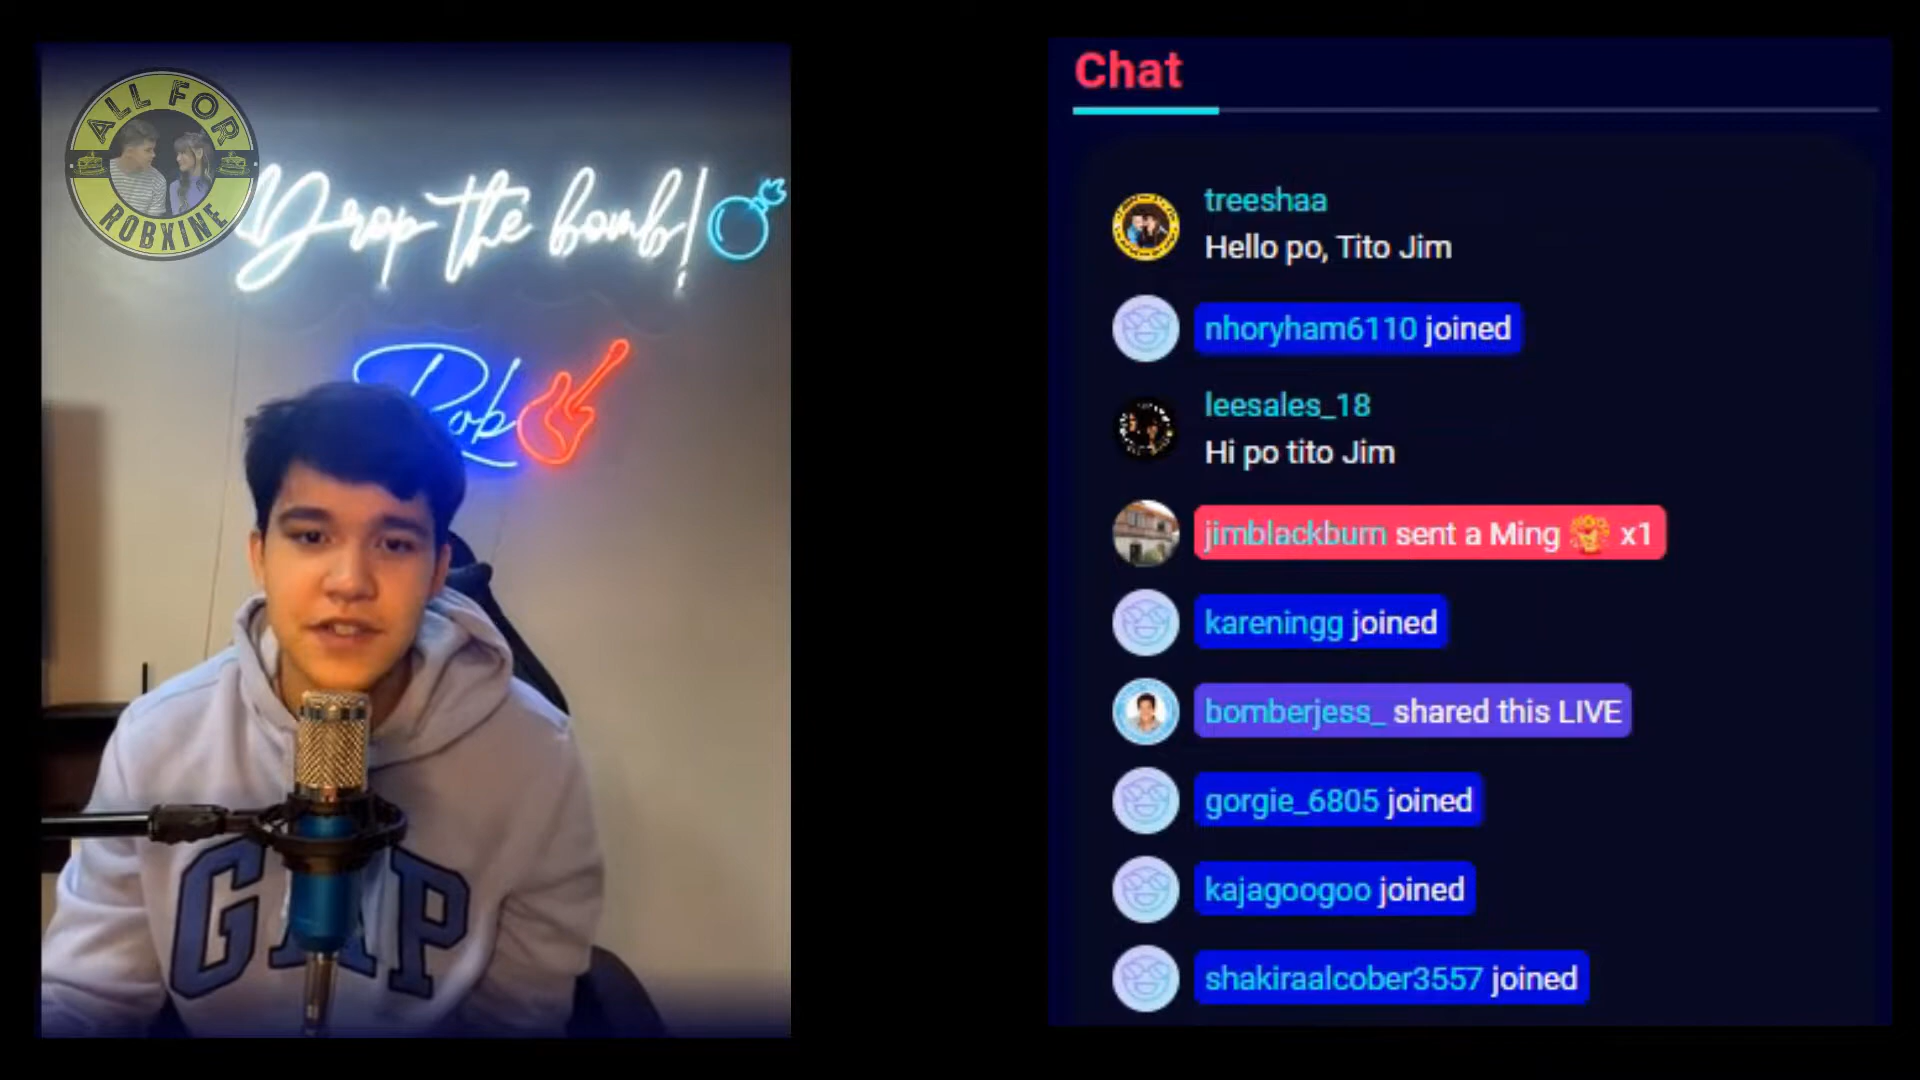 ALL FOR
ROBXINE
Drop the bomb!
Rob
GAP
Chat
treeshaa
Hello po, Tito Jim
nhoryham6110 joined
leesales_18
Hi po tito Jim
jimblackburn sent a Ming x1
kareningg joined
bomberjess_ shared this LIVE
gorgie_6805 joined
kajagoogoo joined
shakiraalcober3557 joined